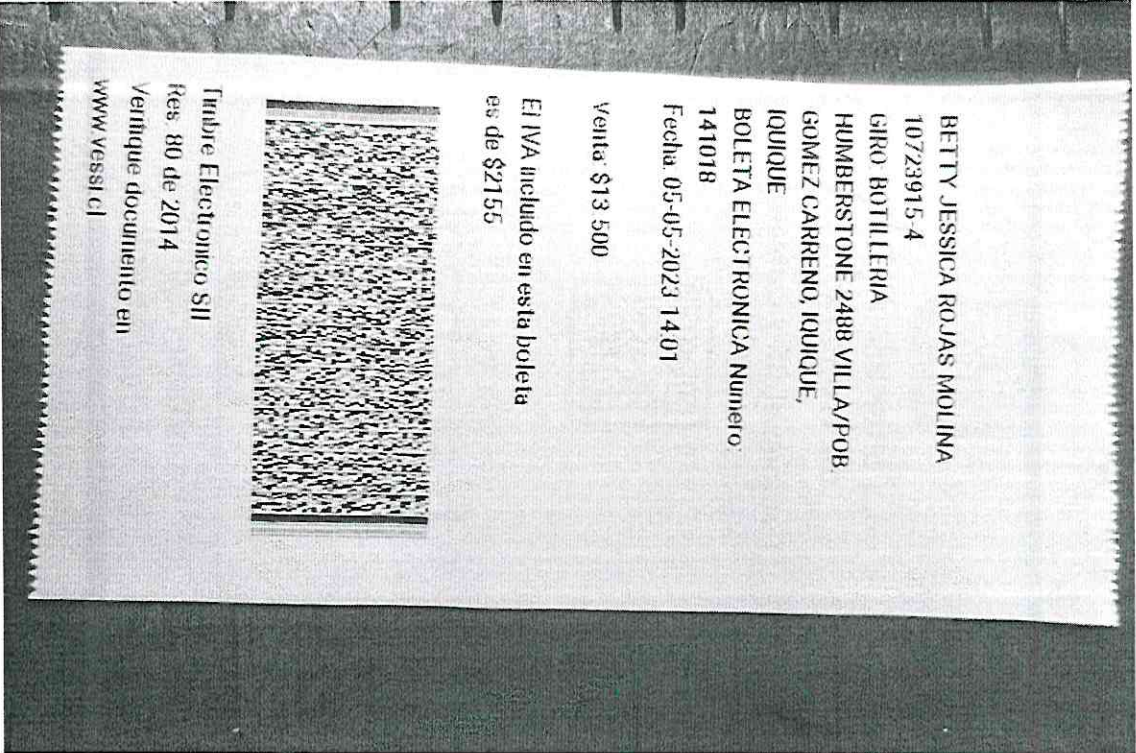 BETTY JESSICA ROJAS MOLINA
10723915-4
GIRO: BOTILLERIA
HUMBERSTONE 2488 VILLA/POB.
GOMEZ CARRENO, IQUIQUE,
IQUIQUE
BOLETA ELECTRONICA Numero:
141018
Fecha: 05-05-2023 14:01
Venta: $13.500
El IVA incluido en esta boleta
es de $2155
Timbre Electronico SII
Res. 80 de 2014
Verifique documento en
www.vessi.cl